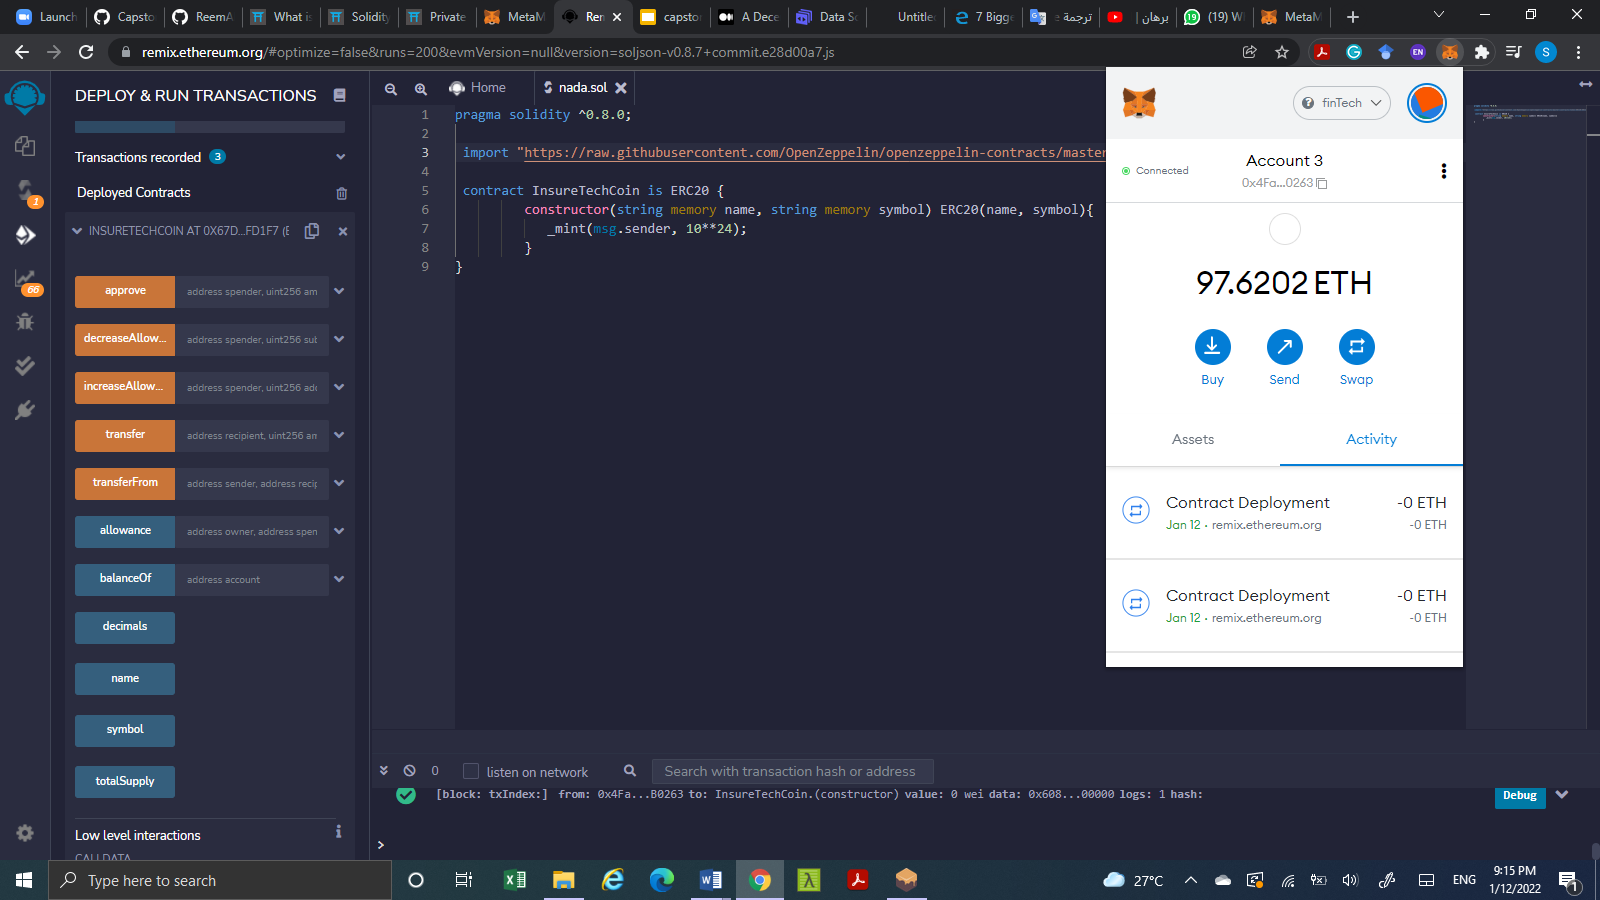 Launch
Capsto
ReemA
What is
Solidity
Private
MetaM
Rem
capsto
A Dece
Data Sc
Untitle
7 Bigge
ترجمة
برهان |
(19) W
MetaM
remix.ethereum.org/#optimize=false&runs=200&evmVersion=null&version=soljson-v0.8.7+commit.e28d00a7.js
EN
S
DEPLOY & RUN TRANSACTIONS
Transactions recorded 3
Deployed Contracts
INSURETECHCOIN AT 0X67D...FD1F7 (E
approve address spender, uint256 am
decreaseAllow... address spender, uint256 sub
increaseAllow... address spender, uint256 add
transfer address recipient, uint256 am
transferFrom address sender, address recip
allowance address owner, address spen
balanceOf address account
decimals
name
symbol
totalSupply
Low level interactions
CALLDATA
1
66
Home
nada.sol
1 pragma solidity ^0.8.0;
2
3 import "https://raw.githubusercontent.com/OpenZeppelin/openzeppelin-contracts/master
4
5 contract InsureTechCoin is ERC20 {
6 constructor(string memory name, string memory symbol) ERC20(name, symbol){
7 _mint(msg.sender, 10**24);
8 }
9 }
finTech
Connected
Account 3
0x4Fa...0263
97.6202 ETH
Buy
Send
Swap
Assets
Activity
Contract Deployment -0 ETH
Jan 12 · remix.ethereum.org -0 ETH
Contract Deployment -0 ETH
Jan 12 · remix.ethereum.org -0 ETH
0 listen on network
Search with transaction hash or address
[block: txIndex:] from: 0x4Fa...B0263 to: InsureTechCoin.(constructor) value: 0 wei data: 0x608...00000 logs: 1 hash:
Debug
>
Type here to search
27°C
ENG
9:15 PM
1/12/2022
1